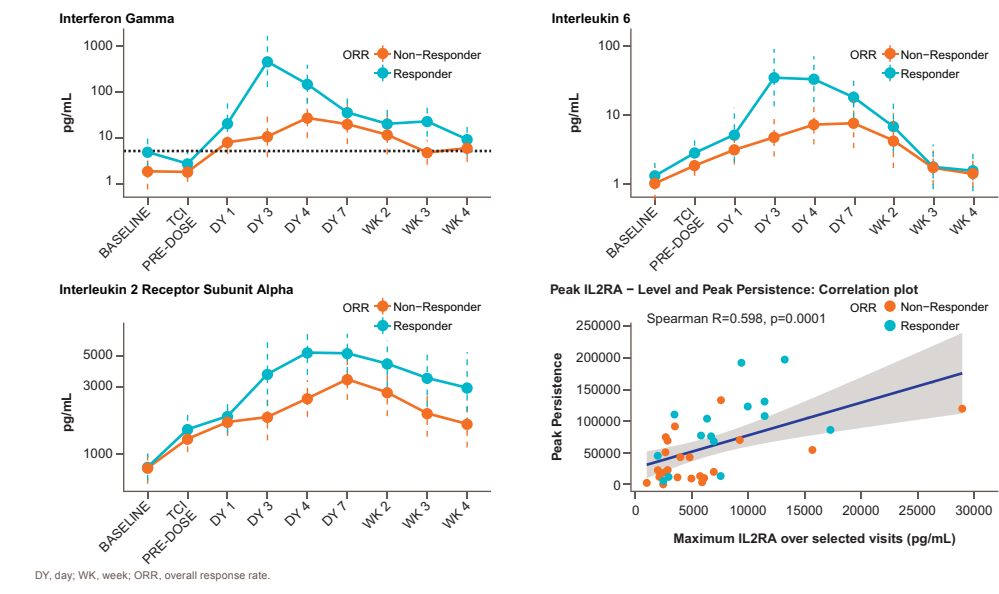 Interferon Gamma
1000
100
10
1
pg/mL
ORR
Non−Responder
Responder
BASELINE
TCI
PRE-DOSE
DY 1
DY 3
DY 4
DY 7
WK 2
WK 3
WK 4
Interleukin 6
100
10
1
pg/mL
ORR
Non−Responder
Responder
BASELINE
TCI
PRE-DOSE
DY 1
DY 3
DY 4
DY 7
WK 2
WK 3
WK 4
Interleukin 2 Receptor Subunit Alpha
ORR
Non−Responder
Responder
5000
3000
1000
pg/mL
BASELINE
TCI
PRE-DOSE
DY 1
DY 3
DY 4
DY 7
WK 2
WK 3
WK 4
Peak IL2RA − Level and Peak Persistence: Correlation plot
ORR
Non−Responder
Responder
Spearman R=0.598, p=0.0001
250000
200000
150000
100000
50000
0
Peak Persistence
0
5000
10000
15000
20000
25000
30000
Maximum IL2RA over selected visits (pg/mL)
DY, day; WK, week; ORR, overall response rate.